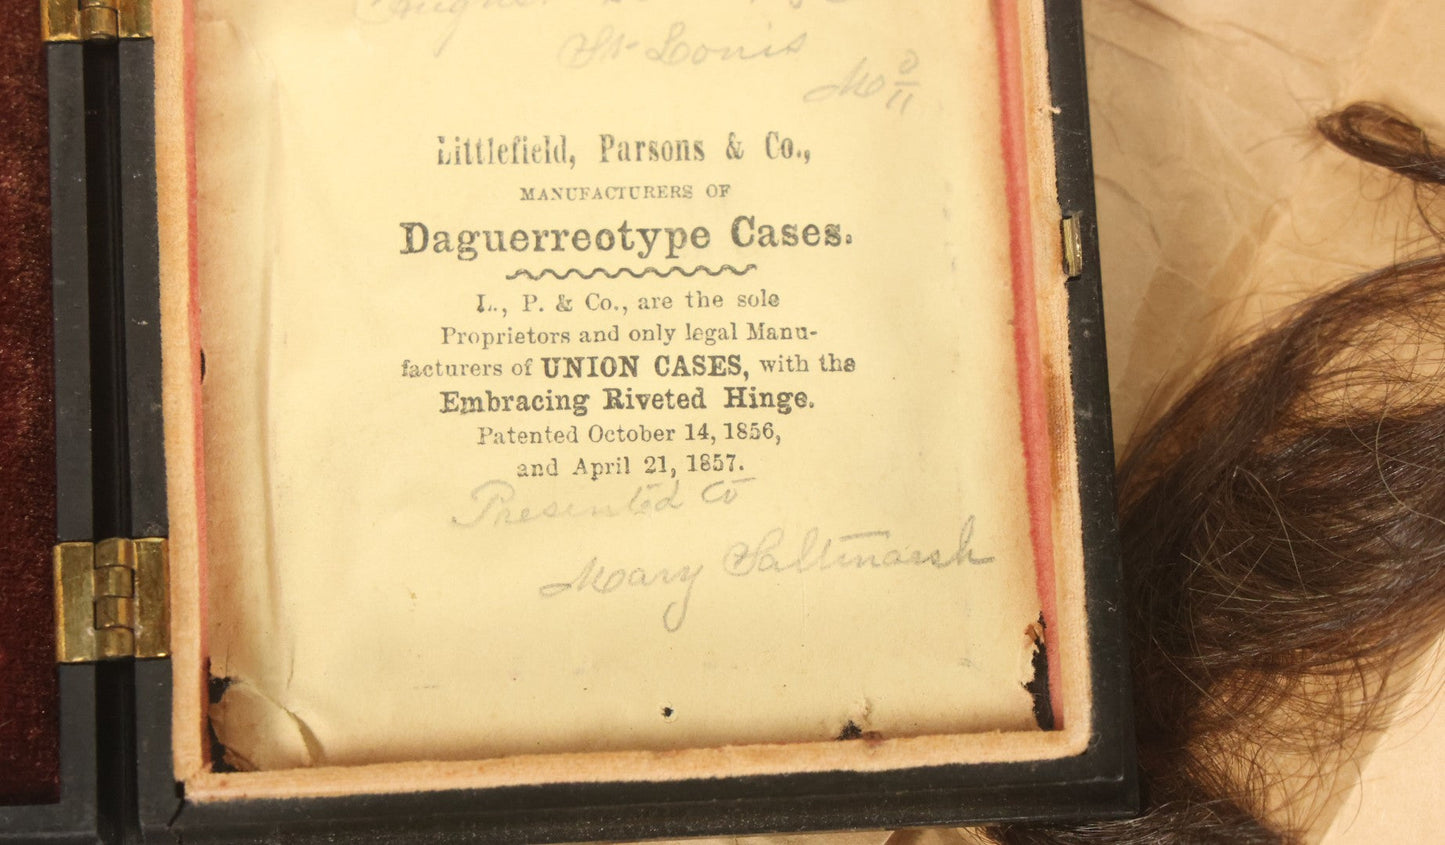 August
St Louis
Mo
Littlefield, Parsons & Co.,
MANUFACTURERS OF
Daguerreotype Cases.
L., P. & Co., are the sole
Proprietors and only legal Manu-
facturers of UNION CASES, with the
Embracing Riveted Hinge.
Patented October 14, 1856,
and April 21, 1857.
Presented to
Mary Saltmarsh